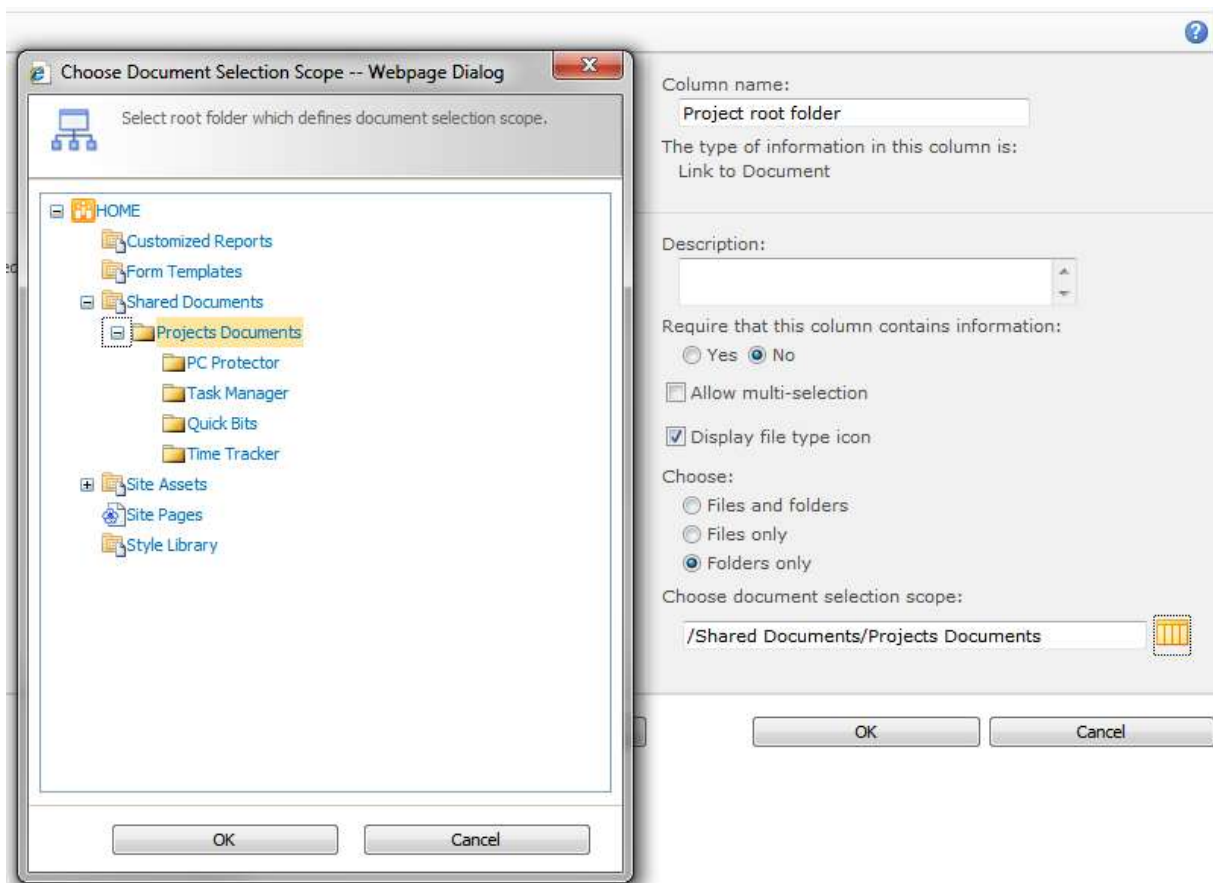 Choose Document Selection Scope -- Webpage Dialog
Select root folder which defines document selection scope.
HOME
Customized Reports
Form Templates
Shared Documents
Projects Documents
PC Protector
Task Manager
Quick Bits
Time Tracker
Site Assets
Site Pages
Style Library
OK Cancel
Column name:
Project root folder
The type of information in this column is:
Link to Document
Description:
Require that this column contains information:
Yes No
Allow multi-selection
Display file type icon
Choose:
Files and folders
Files only
Folders only
Choose document selection scope:
/Shared Documents/Projects Documents
OK Cancel